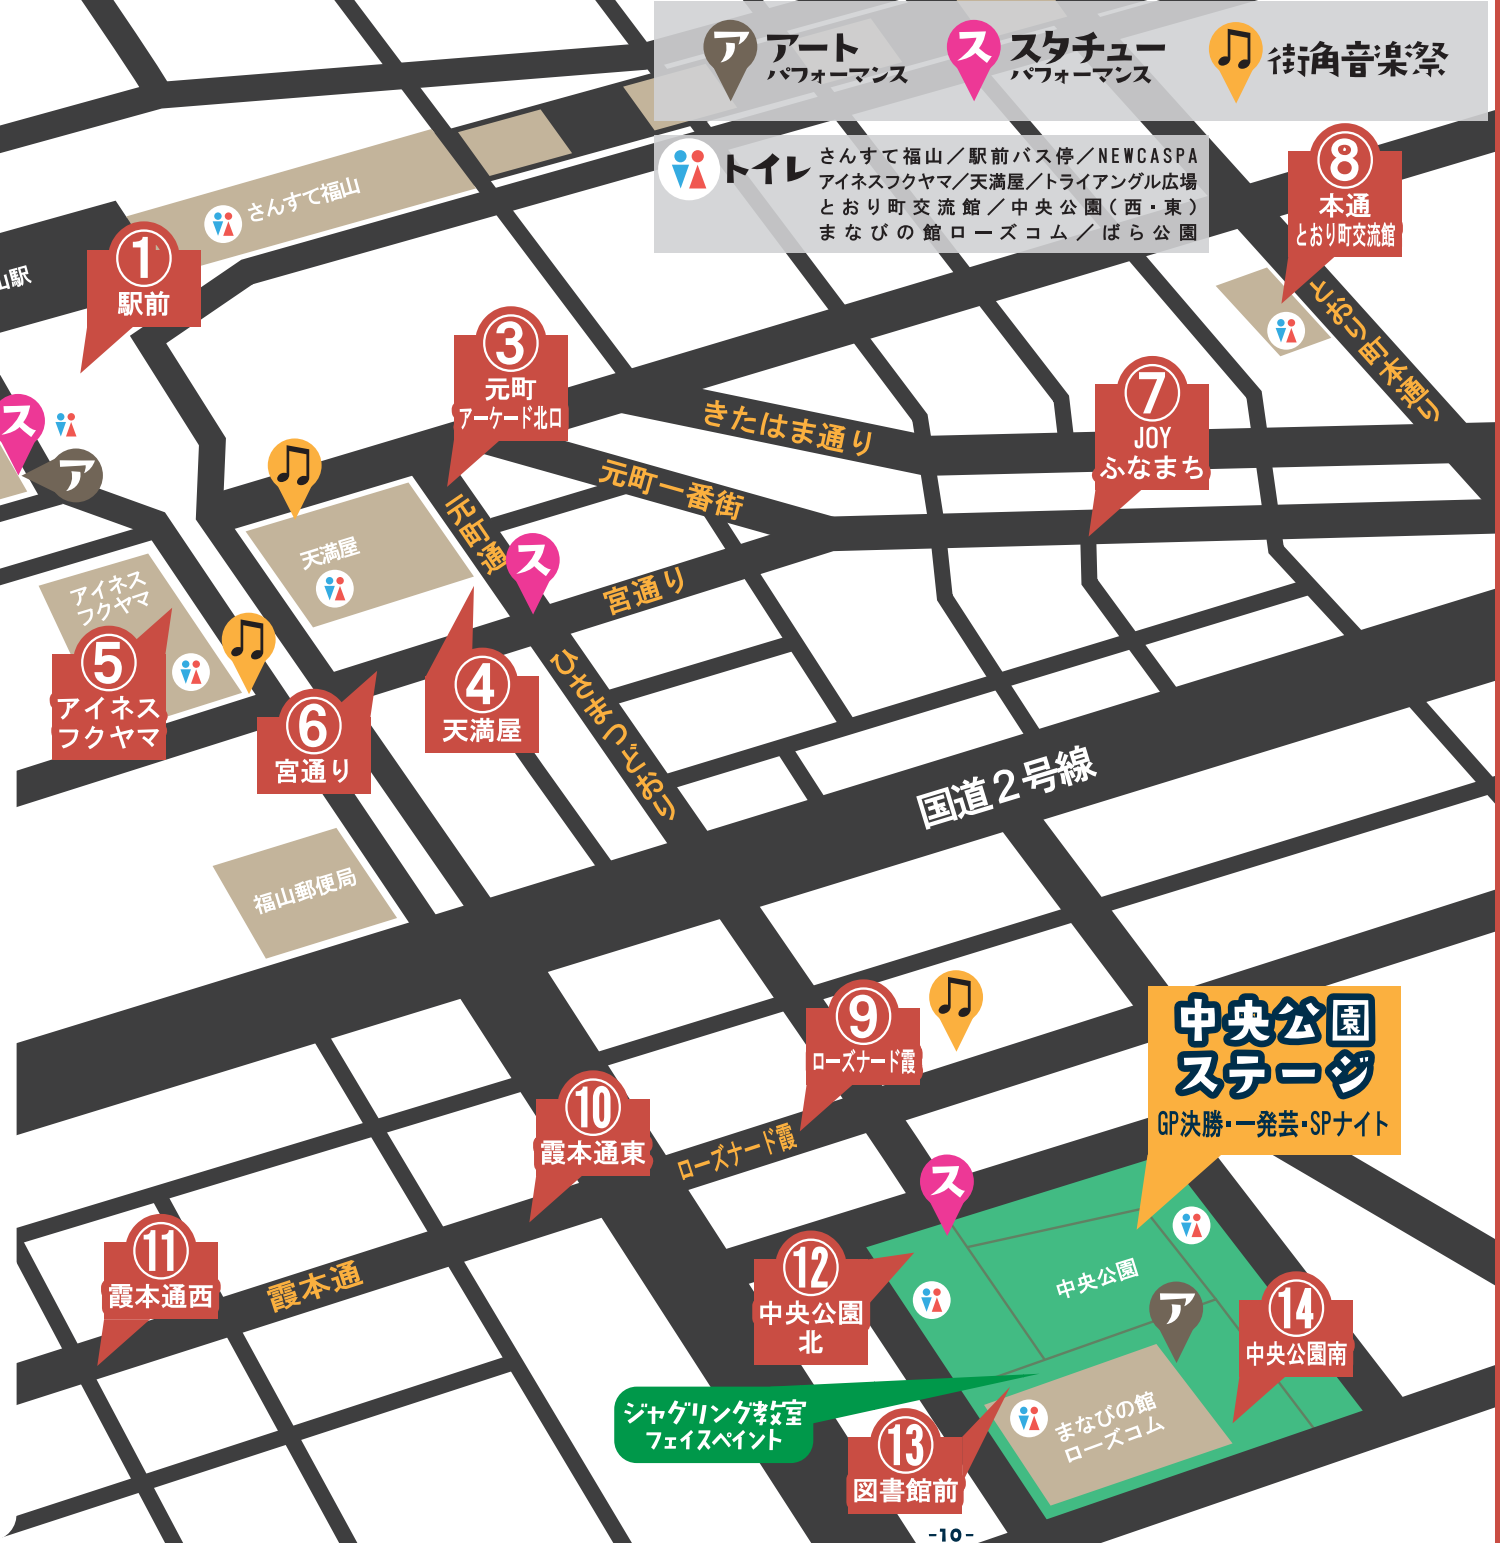 ア アート
パフォーマンス
ス スタチュー
パフォーマンス
街角音楽祭
トイレ
さんすて福山／駅前バス停／NEWCASPA
アイネスフクヤマ／天満屋／トライアングル広場
とおり町交流館／中央公園（西・東）
まなびの館ローズコム／ばら公園
⑧
本通
とおり町交流館
さんすて福山
山駅
①
駅前
とおり町本通り
③
元町
アーケード北口
⑦
JOY
ふなまち
きたはま通り
ス
ア
元町一番街
元町通
天満屋
ス
アイネス
フクヤマ
宮通り
⑤
アイネス
フクヤマ
④
天満屋
⑥
宮通り
ひさまつどおり
国道2号線
福山郵便局
⑨
ローズナード霞
中央公園
ステージ
GP決勝・一発芸・SPナイト
⑩
霞本通東
ローズナード霞
ス
⑪
霞本通西
霞本通
⑫
中央公園
北
中央公園
ア
⑭
中央公園南
ジャグリング教室
フェイスペイント
まなびの館
ローズコム
⑬
図書館前
-10-